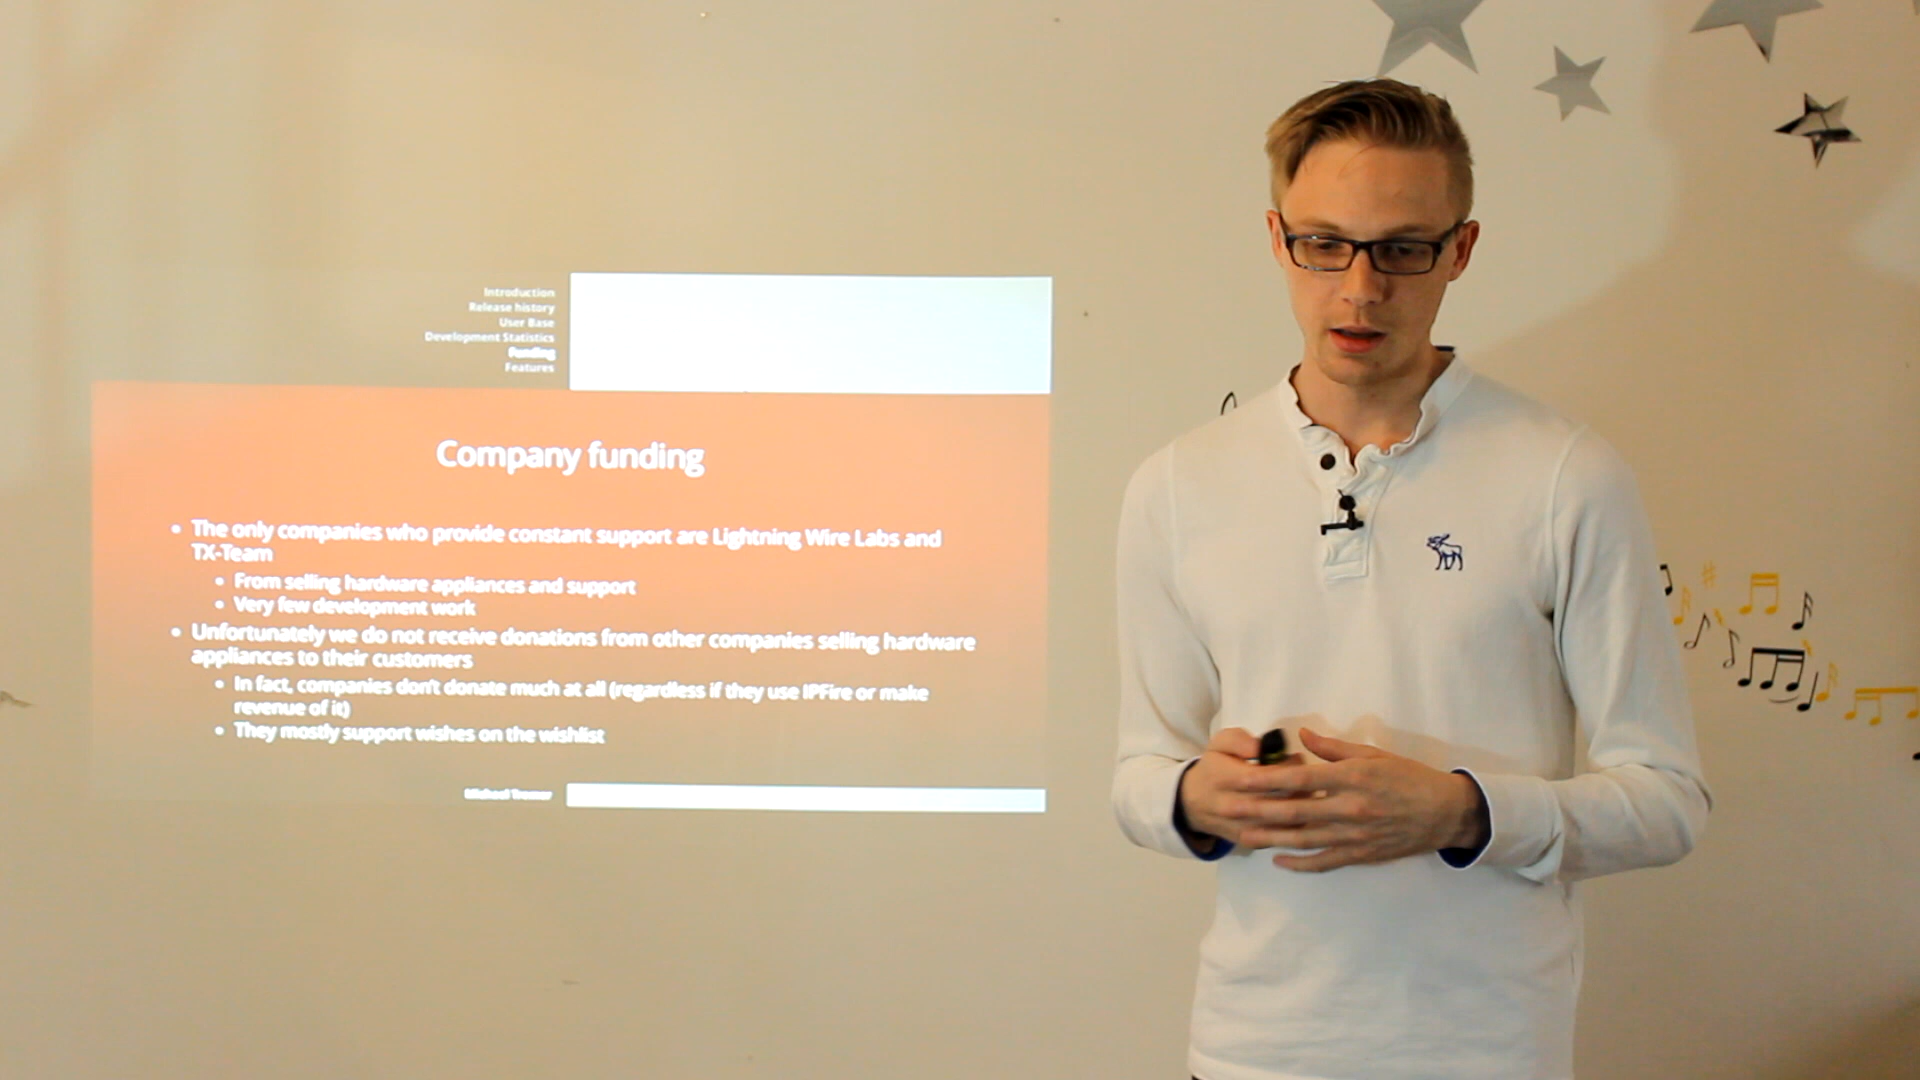 Introduction
Release history
User Base
Development Statistics
Funding
Features
Company funding
• The only companies who provide constant support are Lightning Wire Labs and
TX-Team
• From selling hardware appliances and support
• Very few development work
• Unfortunately we do not receive donations from other companies selling hardware
appliances to their customers
• In fact, companies don't donate much at all (regardless if they use IPFire or make
revenue of it)
• They mostly support wishes on the wishlist
Michael Tremer